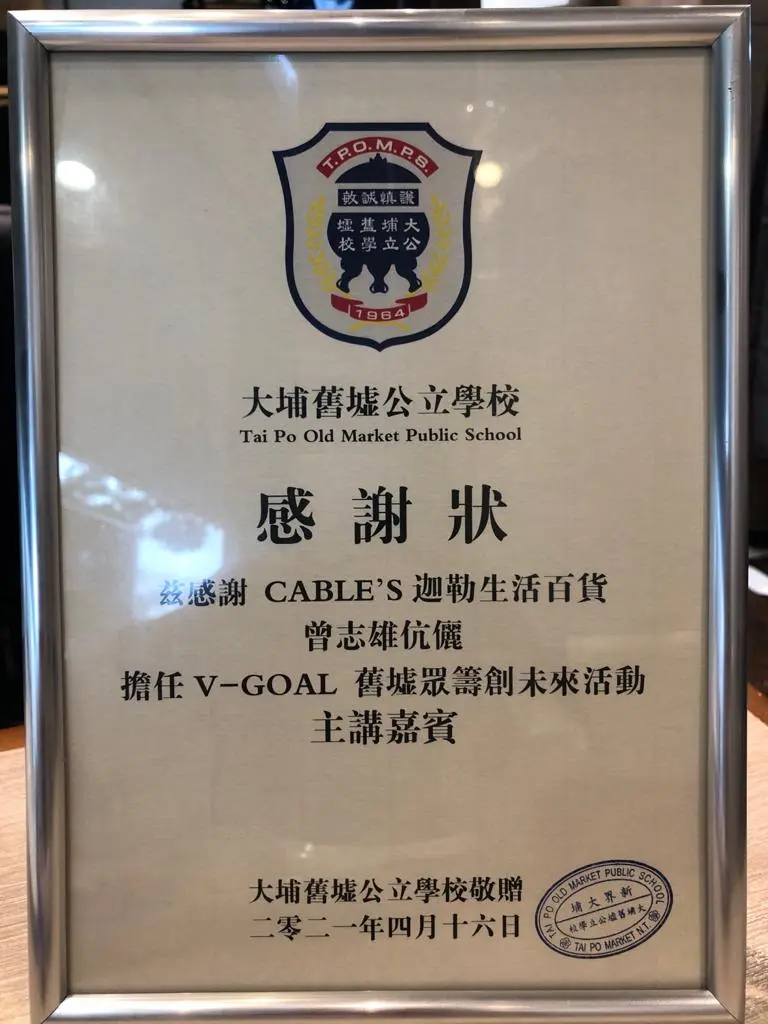 T.P.O.M.P.S.
敏誠慎謙
墟舊埔大
校學立公
1964
大埔舊墟公立學校
Tai Po Old Market Public School
感謝狀
茲感謝 CABLE'S 迦勒生活百貨
曾志雄伉儷
擔任 V-GOAL 舊墟眾籌創未來活動
主講嘉賓
大埔舊墟公立學校敬贈
二零二一年四月十六日
TAI PO OLD MARKET PUBLIC SCHOOL
埔大界新
校學立公墟舊埔大
TAI PO MARKET N.T.